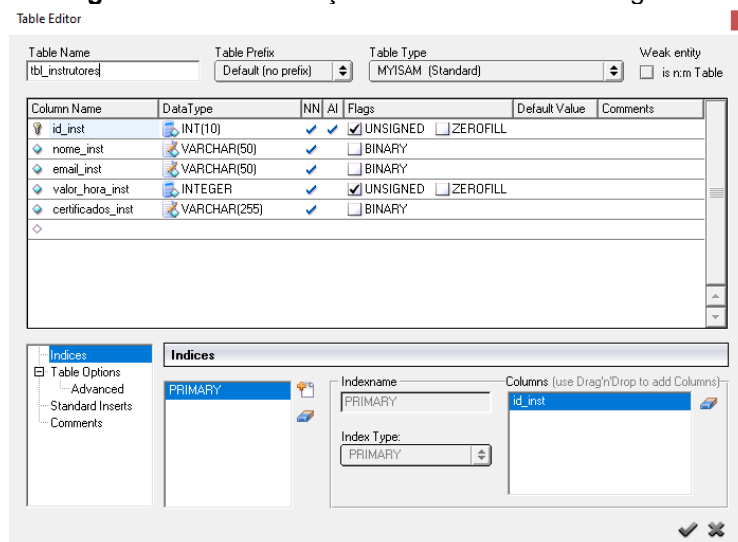 Table Editor
Table Name Table Prefix Table Type Weak entity
tbl_instrutores Default (no prefix) MYISAM (Standard) is n:m Table
Column Name DataType NN AI Flags Default Value Comments
id_inst INT(10) UNSIGNED ZEROFILL
nome_inst VARCHAR(50) BINARY
email_inst VARCHAR(50) BINARY
valor_hora_inst INTEGER UNSIGNED ZEROFILL
certificados_inst VARCHAR(255) BINARY
Indices Indices
Table Options
Advanced
Standard Inserts
Comments
PRIMARY
Indexname
PRIMARY
Index Type:
PRIMARY
Columns (use Drag'n'Drop to add Columns)
id_inst